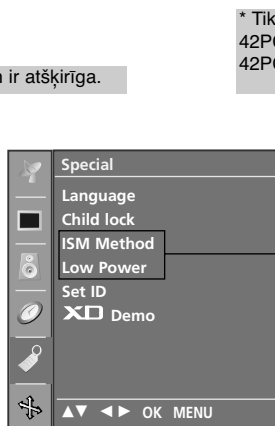 * Tik
42P
42P
ir atšķirīga.
Special
Language
Child lock
ISM Method
Low Power
Set ID
XD Demo
▲▼ ◄► OK MENU